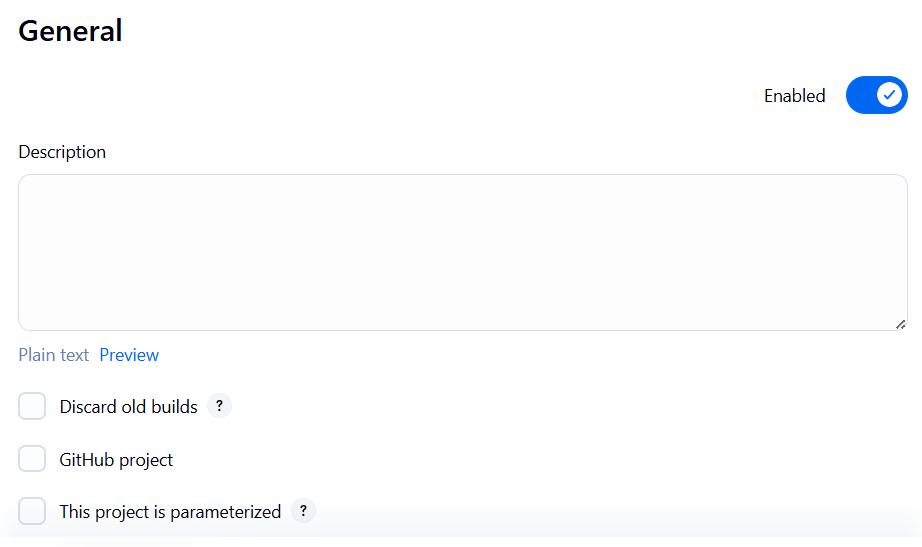 General
Enabled
Description
Plain text Preview
Discard old builds ?
GitHub project
This project is parameterized ?